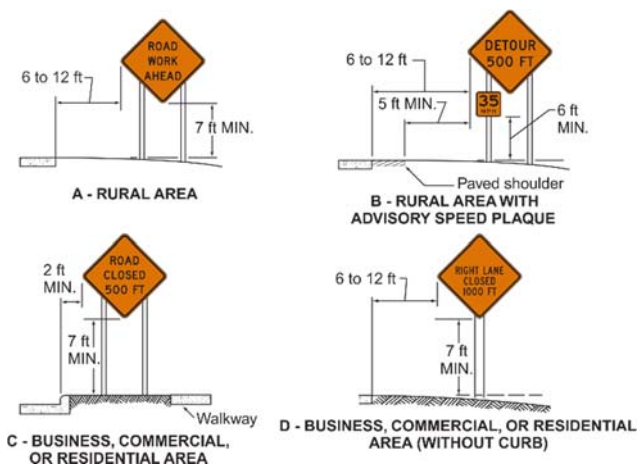 ROAD
WORK
AHEAD
6 to 12 ft
7 ft MIN.
A - RURAL AREA
DETOUR
500 FT
6 to 12 ft
5 ft MIN.
35
MPH
6 ft
MIN.
Paved shoulder
B - RURAL AREA WITH
ADVISORY SPEED PLAQUE
ROAD
CLOSED
500 FT
2 ft
MIN.
7 ft
MIN.
Walkway
C - BUSINESS, COMMERCIAL,
OR RESIDENTIAL AREA
RIGHT LANE
CLOSED
1000 FT
6 to 12 ft
7 ft
MIN.
D - BUSINESS, COMMERCIAL, OR RESIDENTIAL
AREA (WITHOUT CURB)